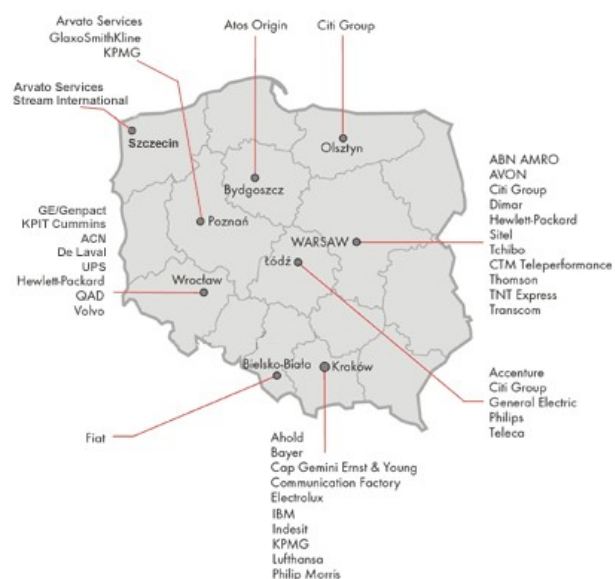 Arvato Services
GlaxoSmithKline
KPMG
Atos Origin
Citi Group
Arvato Services
Stream International
Szczecin
Olsztyn
Bydgoszcz
Poznań
WARSAW
Łódź
Wrocław
Bielsko-Biała
Kraków
GE/Genpact
KPIT Cummins
ACN
De Laval
UPS
Hewlett-Packard
QAD
Volvo
ABN AMRO
AVON
Citi Group
Dimar
Hewlett-Packard
Sitel
Tchibo
CTM Teleperformance
Thomson
TNT Express
Transcom
Accenture
Citi Group
General Electric
Philips
Teleca
Fiat
Ahold
Bayer
Cap Gemini Ernst & Young
Communication Factory
Electrolux
IBM
Indesit
KPMG
Lufthansa
Philip Morris